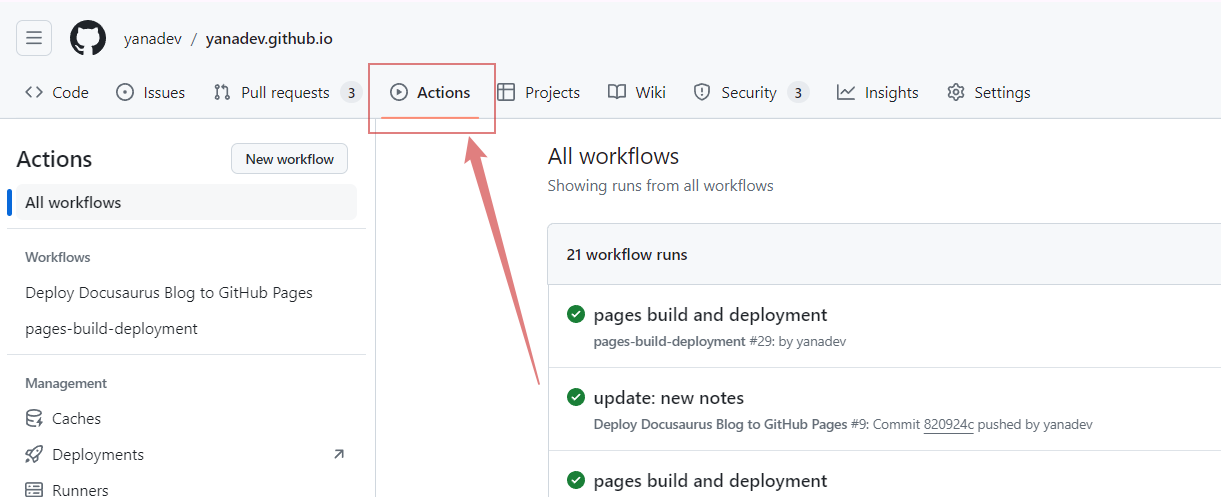 yanadev / yanadev.github.io
Code Issues Pull requests 3 Actions Projects Wiki Security 3 Insights Settings
Actions
New workflow
All workflows
Workflows
Deploy Docusaurus Blog to GitHub Pages
pages-build-deployment
Management
Caches
Deployments
Runners
All workflows
Showing runs from all workflows
21 workflow runs
pages build and deployment
pages-build-deployment #29: by yanadev
update: new notes
Deploy Docusaurus Blog to GitHub Pages #9: Commit 820924c pushed by yanadev
pages build and deployment